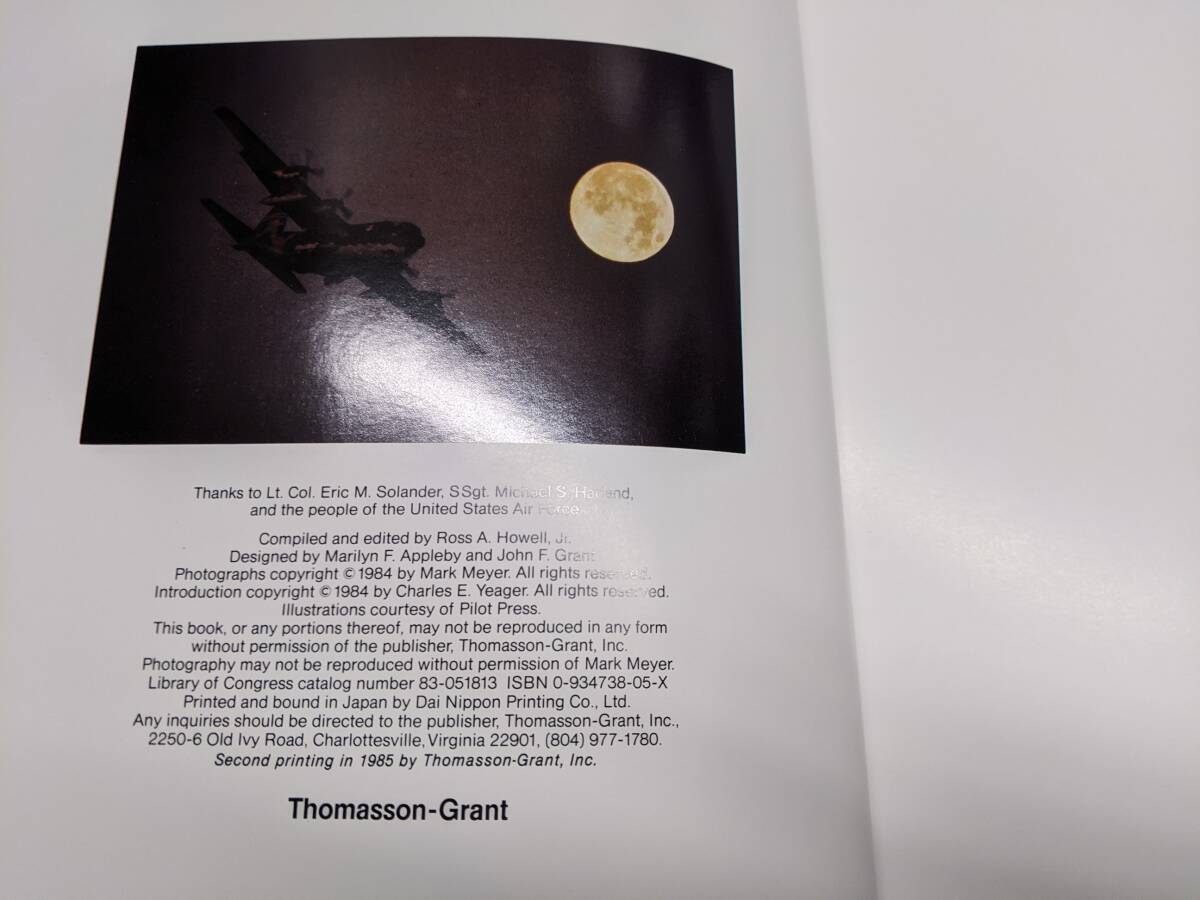 Thanks to Lt. Col. Eric M. Solander, SSgt. Michael S. Haviland,
and the people of the United States Air Force.
Compiled and edited by Ross A. Howell, Jr.
Designed by Marilyn F. Appleby and John F. Grant
Photographs copyright © 1984 by Mark Meyer. All rights reserved.
Introduction copyright © 1984 by Charles E. Yeager. All rights reserved.
Illustrations courtesy of Pilot Press.
This book, or any portions thereof, may not be reproduced in any form
without permission of the publisher, Thomasson-Grant, Inc.
Photography may not be reproduced without permission of Mark Meyer.
Library of Congress catalog number 83-051813 ISBN 0-934738-05-X
Printed and bound in Japan by Dai Nippon Printing Co., Ltd.
Any inquiries should be directed to the publisher, Thomasson-Grant, Inc.,
2250-6 Old Ivy Road, Charlottesville, Virginia 22901, (804) 977-1780.
Second printing in 1985 by Thomasson-Grant, Inc.
Thomasson-Grant